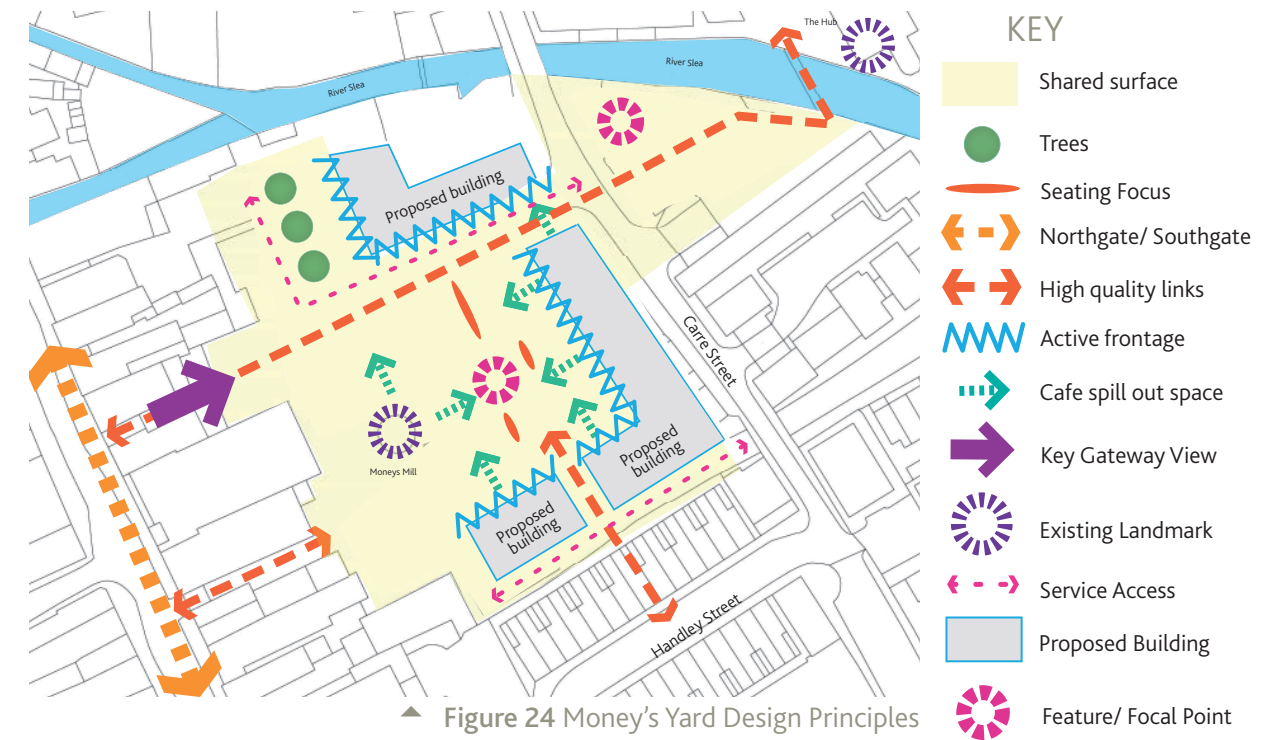 The Hub
River Slea
River Slea
Proposed building
Carre Street
Moneys Mill
Proposed
building
Proposed
building
Handley Street
KEY
Shared surface
Trees
Seating Focus
Northgate/ Southgate
High quality links
Active frontage
Cafe spill out space
Key Gateway View
Existing Landmark
Service Access
Proposed Building
Feature/ Focal Point
Figure 24 Money’s Yard Design Principles